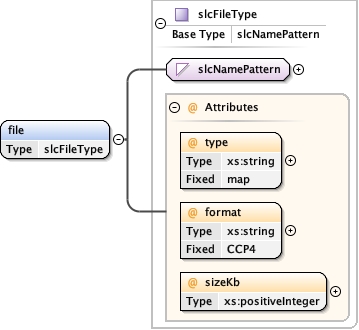 slcFileType
Base Type slcNamePattern
slcNamePattern
file
Type slcFileType
@ Attributes
@ type
Type xs:string
Fixed map
@ format
Type xs:string
Fixed CCP4
@ sizeKb
Type xs:positiveInteger